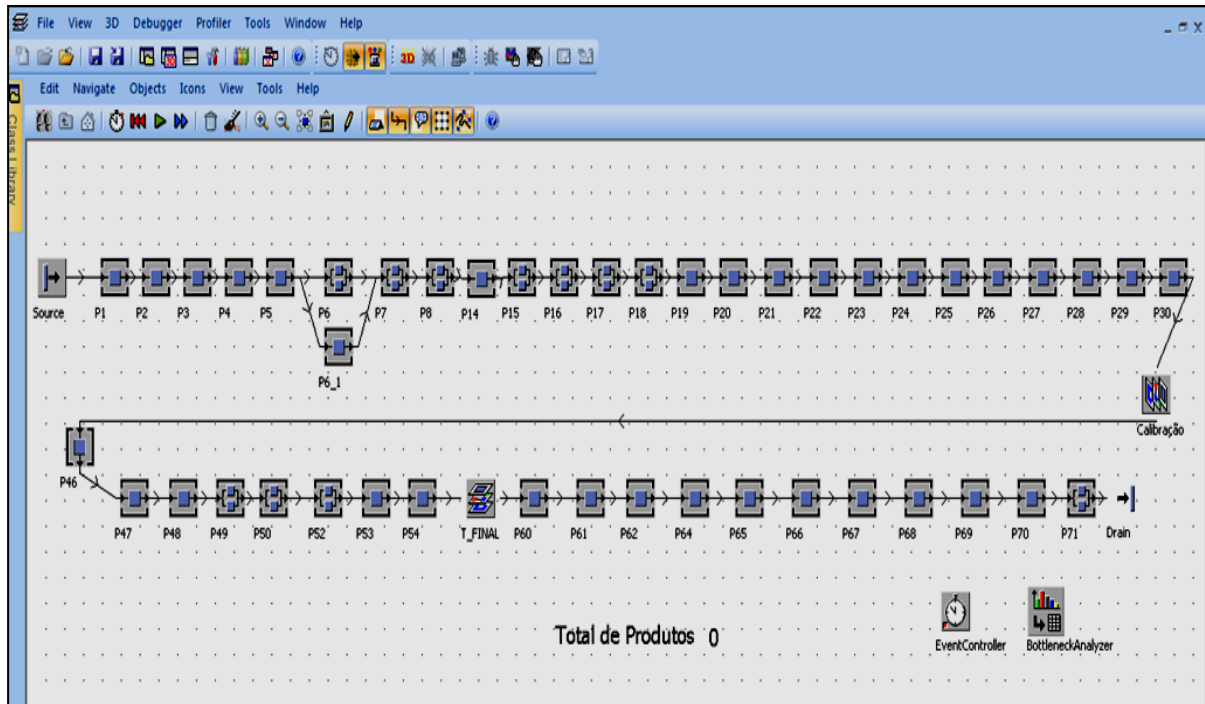 File View 3D Debugger Profiler Tools Window Help
3D
Edit Navigate Objects Icons View Tools Help
Class Library
Source P1 P2 P3 P4 P5 P6 P7 P8 P14 P15 P16 P17 P18 P19 P20 P21 P22 P23 P24 P25 P26 P27 P28 P29 P30
P6_1
Calibração
P46
P47 P48 P49 P50 P52 P53 P54 T_FINAL P60 P61 P62 P64 P65 P66 P67 P68 P69 P70 P71 Drain
Total de Produtos 0
EventController BottleneckAnalyzer